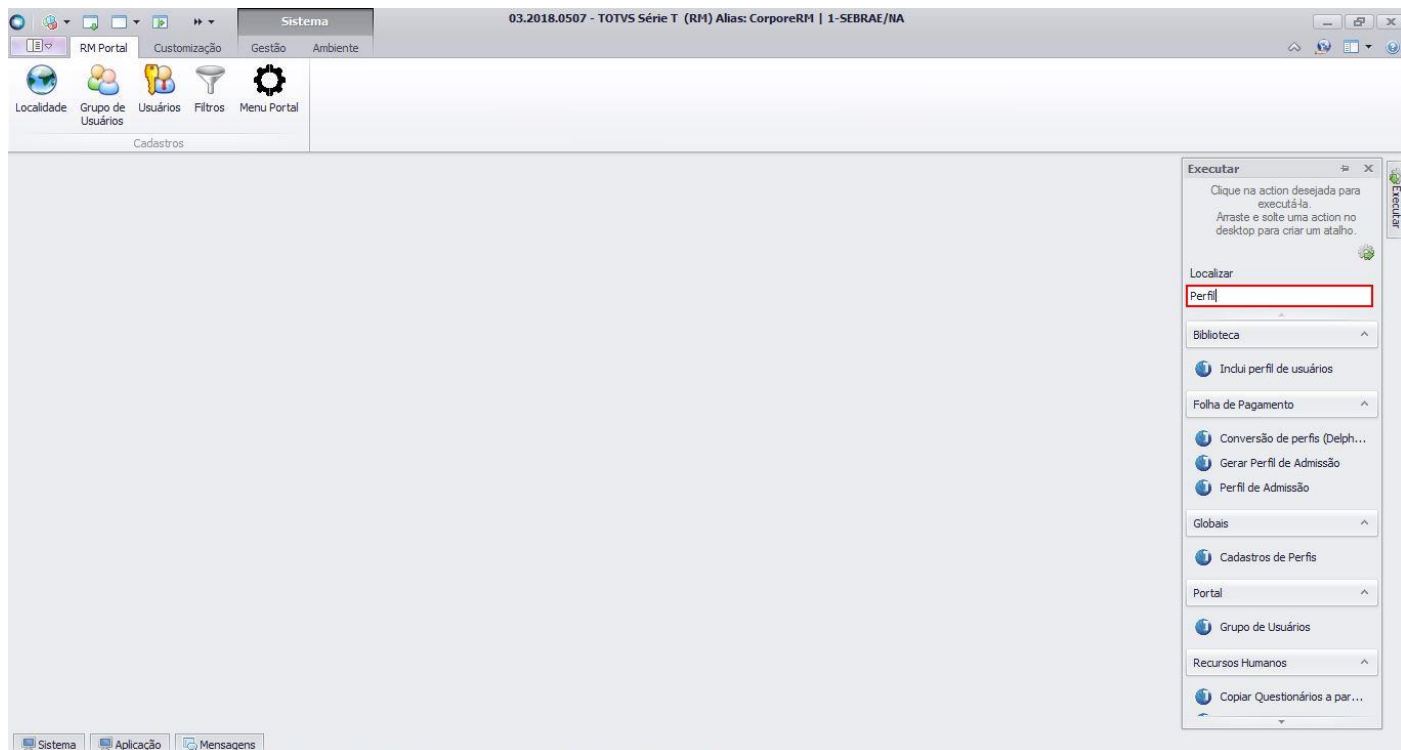 Sistema
03.2018.0507 - TOTVS Série T (RM) Alias: CorporeRM | 1-SEBRAE/NA
RM Portal
Customização
Gestão
Ambiente
Localidade
Grupo de
Usuários
Usuários
Filtros
Menu Portal
Cadastros
Executar
Executar
Clique na action desejada para
executá-la.
Arraste e solte uma action no
desktop para criar um atalho.
Localizar
Perfil
Biblioteca
Inclui perfil de usuários
Folha de Pagamento
Conversão de perfis (Delph...
Gerar Perfil de Admissão
Perfil de Admissão
Globais
Cadastros de Perfis
Portal
Grupo de Usuários
Recursos Humanos
Copiar Questionários a par...
Sistema
Aplicação
Mensagens